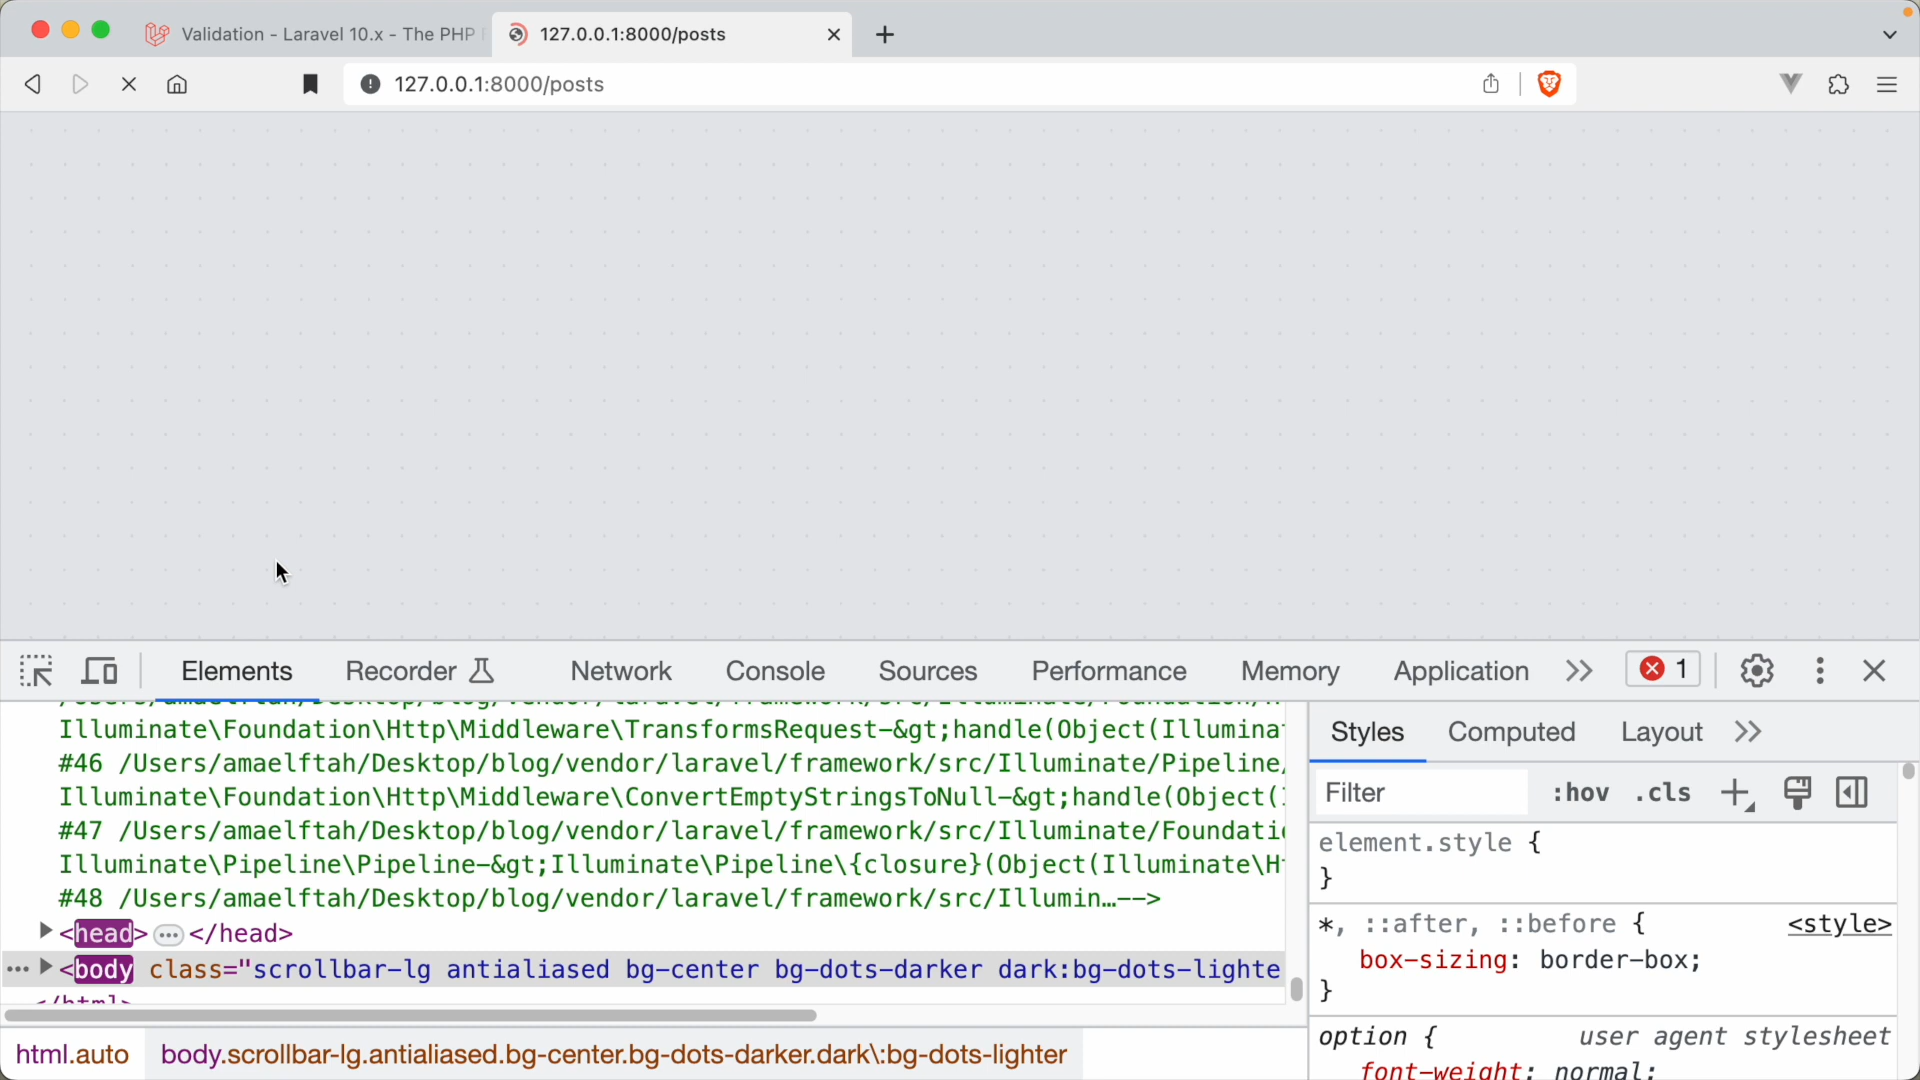 Validation - Laravel 10.x - The PHP
127.0.0.1:8000/posts
127.0.0.1:8000/posts
Elements
Recorder
Network
Console
Sources
Performance
Memory
Application
1
Illuminate\Foundation\Http\Middleware\TransformsRequest-&gt;handle(Object(Illuminat
#46 /Users/amaelftah/Desktop/blog/vendor/laravel/framework/src/Illuminate/Pipeline/
Illuminate\Foundation\Http\Middleware\ConvertEmptyStringsToNull-&gt;handle(Object(
#47 /Users/amaelftah/Desktop/blog/vendor/laravel/framework/src/Illuminate/Foundatio
Illuminate\Pipeline\Pipeline-&gt;Illuminate\Pipeline\{closure}(Object(Illuminate\Ht
#48 /Users/amaelftah/Desktop/blog/vendor/laravel/framework/src/Illumin…-->
<head> ••• </head>
••• <body class="scrollbar-lg antialiased bg-center bg-dots-darker dark:bg-dots-lighte
</html>
html.auto
body.scrollbar-lg.antialiased.bg-center.bg-dots-darker.dark\:bg-dots-lighter
Styles
Computed
Layout
Filter
:hov
.cls
element.style {
}
*, ::after, ::before {
<style>
box-sizing: border-box;
}
option {
user agent stylesheet
font-weight: normal;